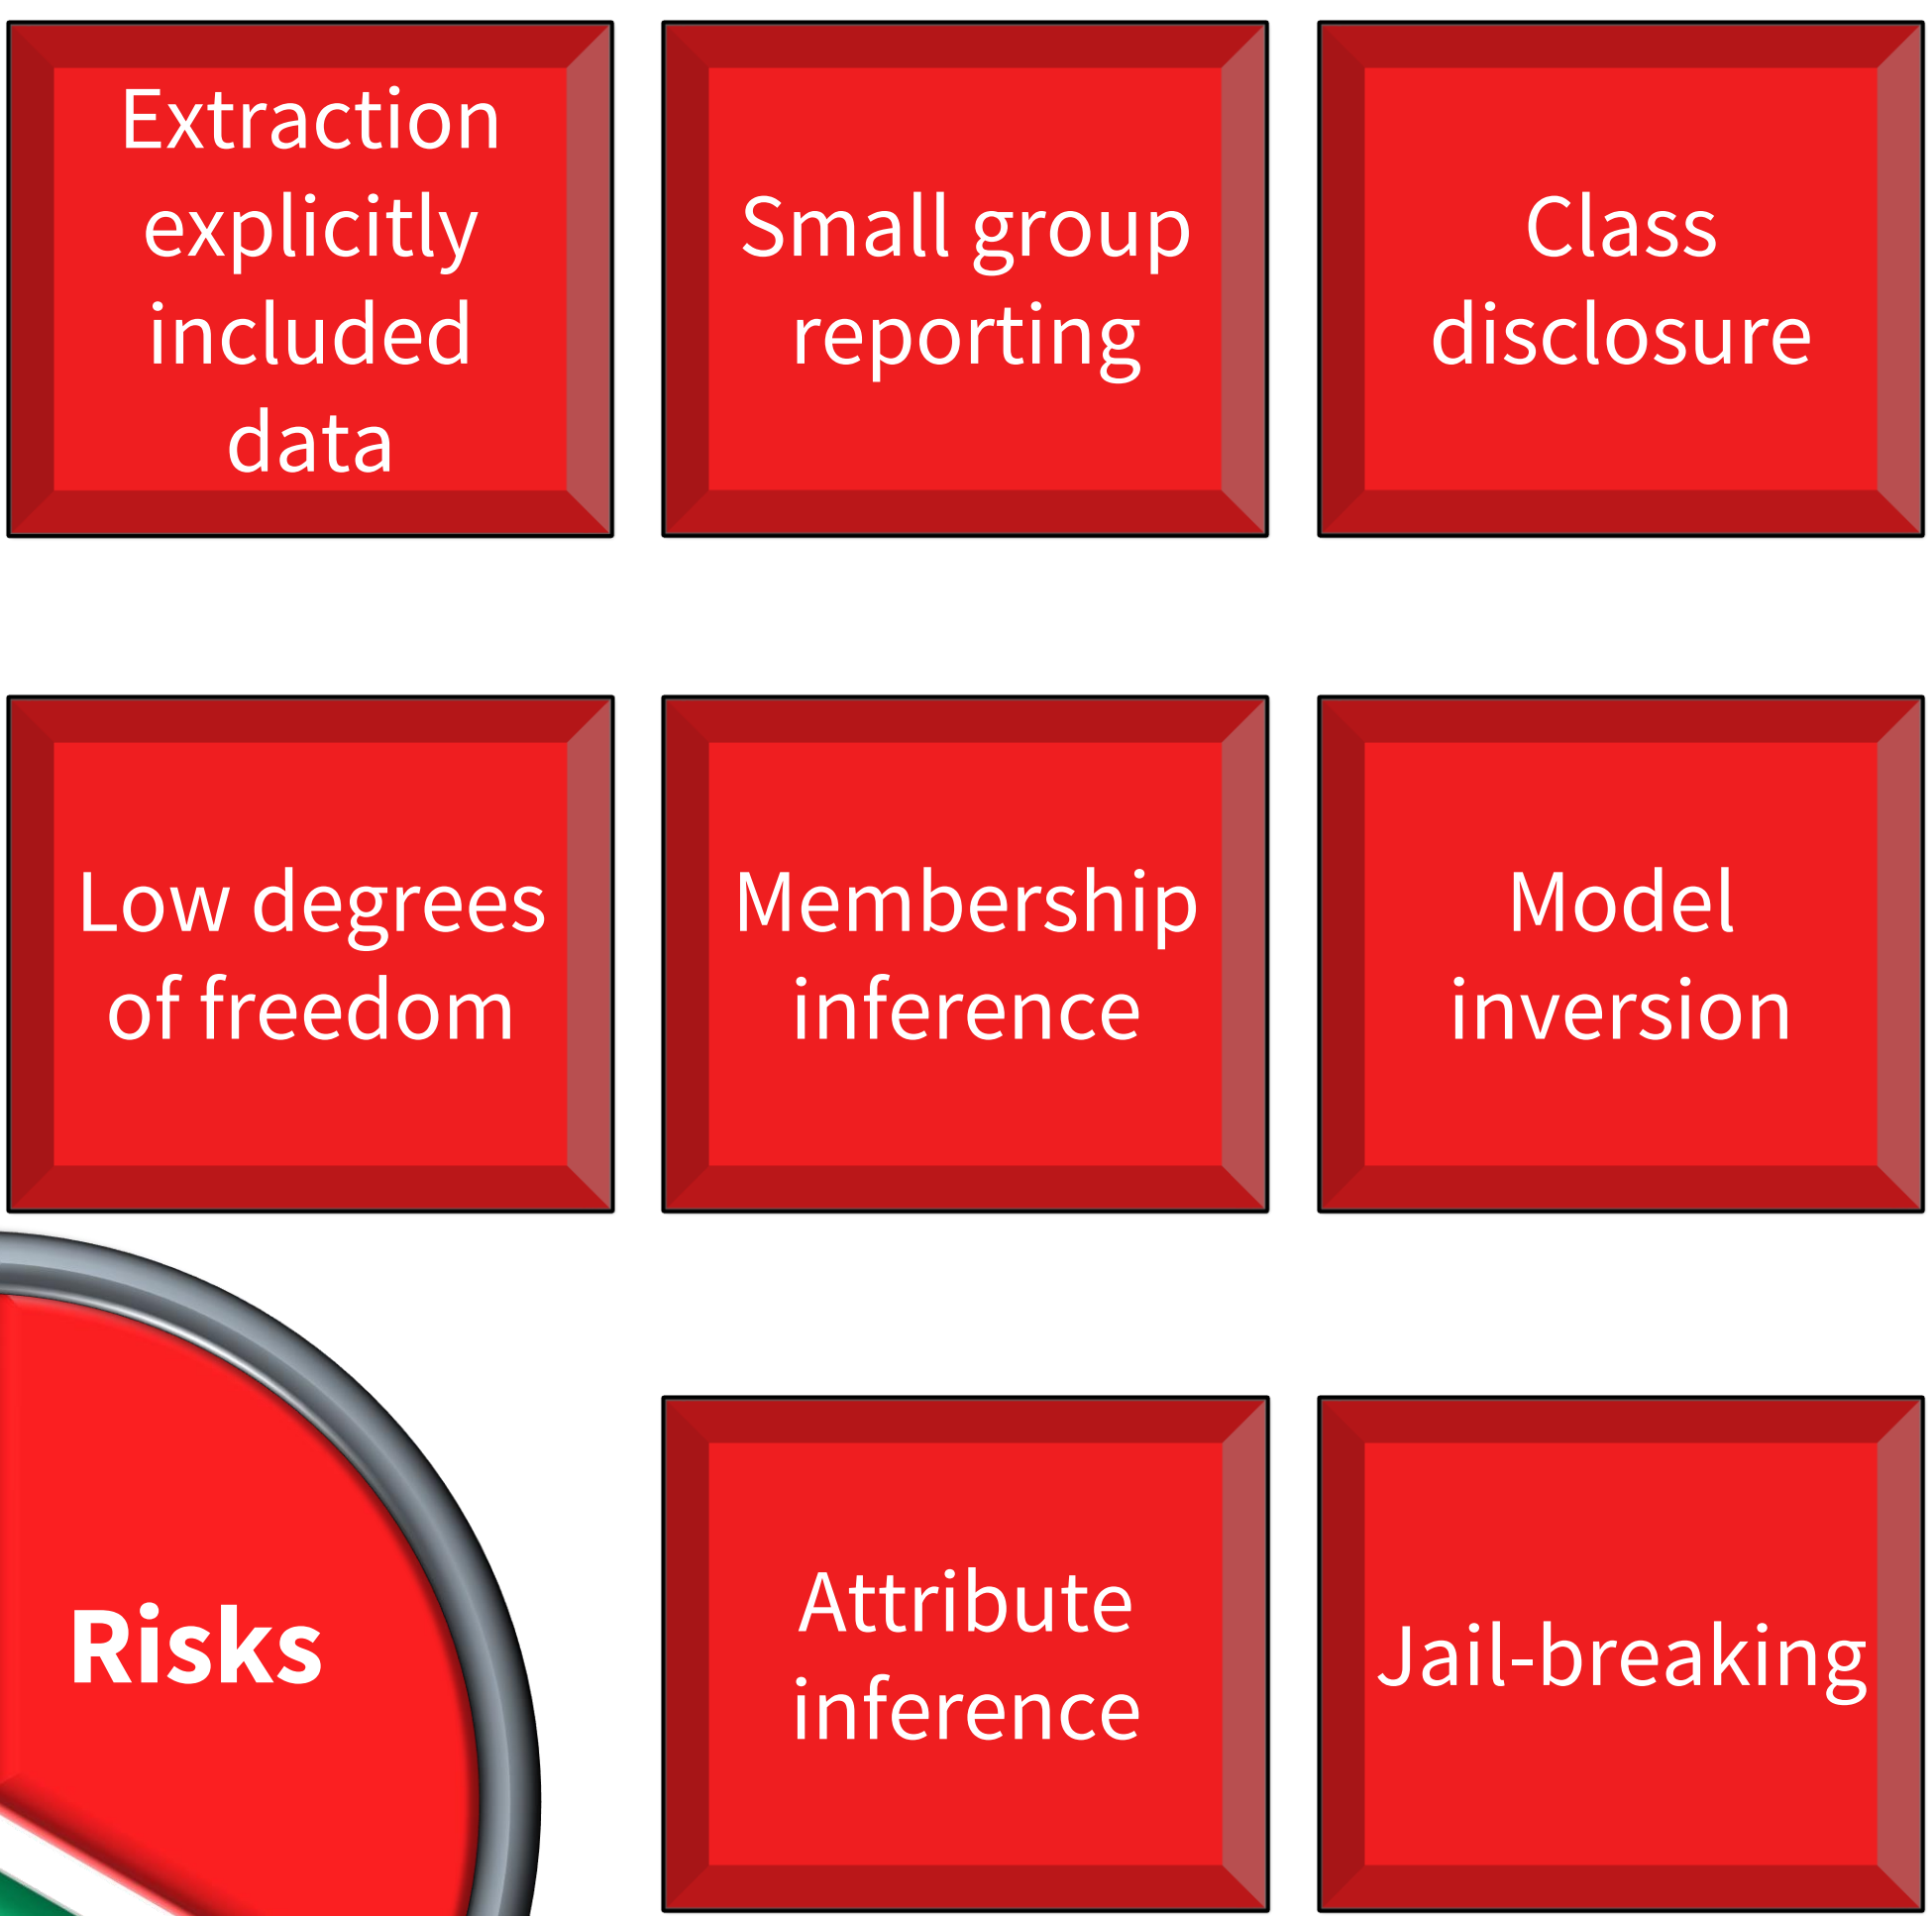 Extraction
explicitly
included
data
Small group
reporting
Class
disclosure
Low degrees
of freedom
Membership
inference
Model
inversion
Risks
Attribute
inference
Jail-breaking